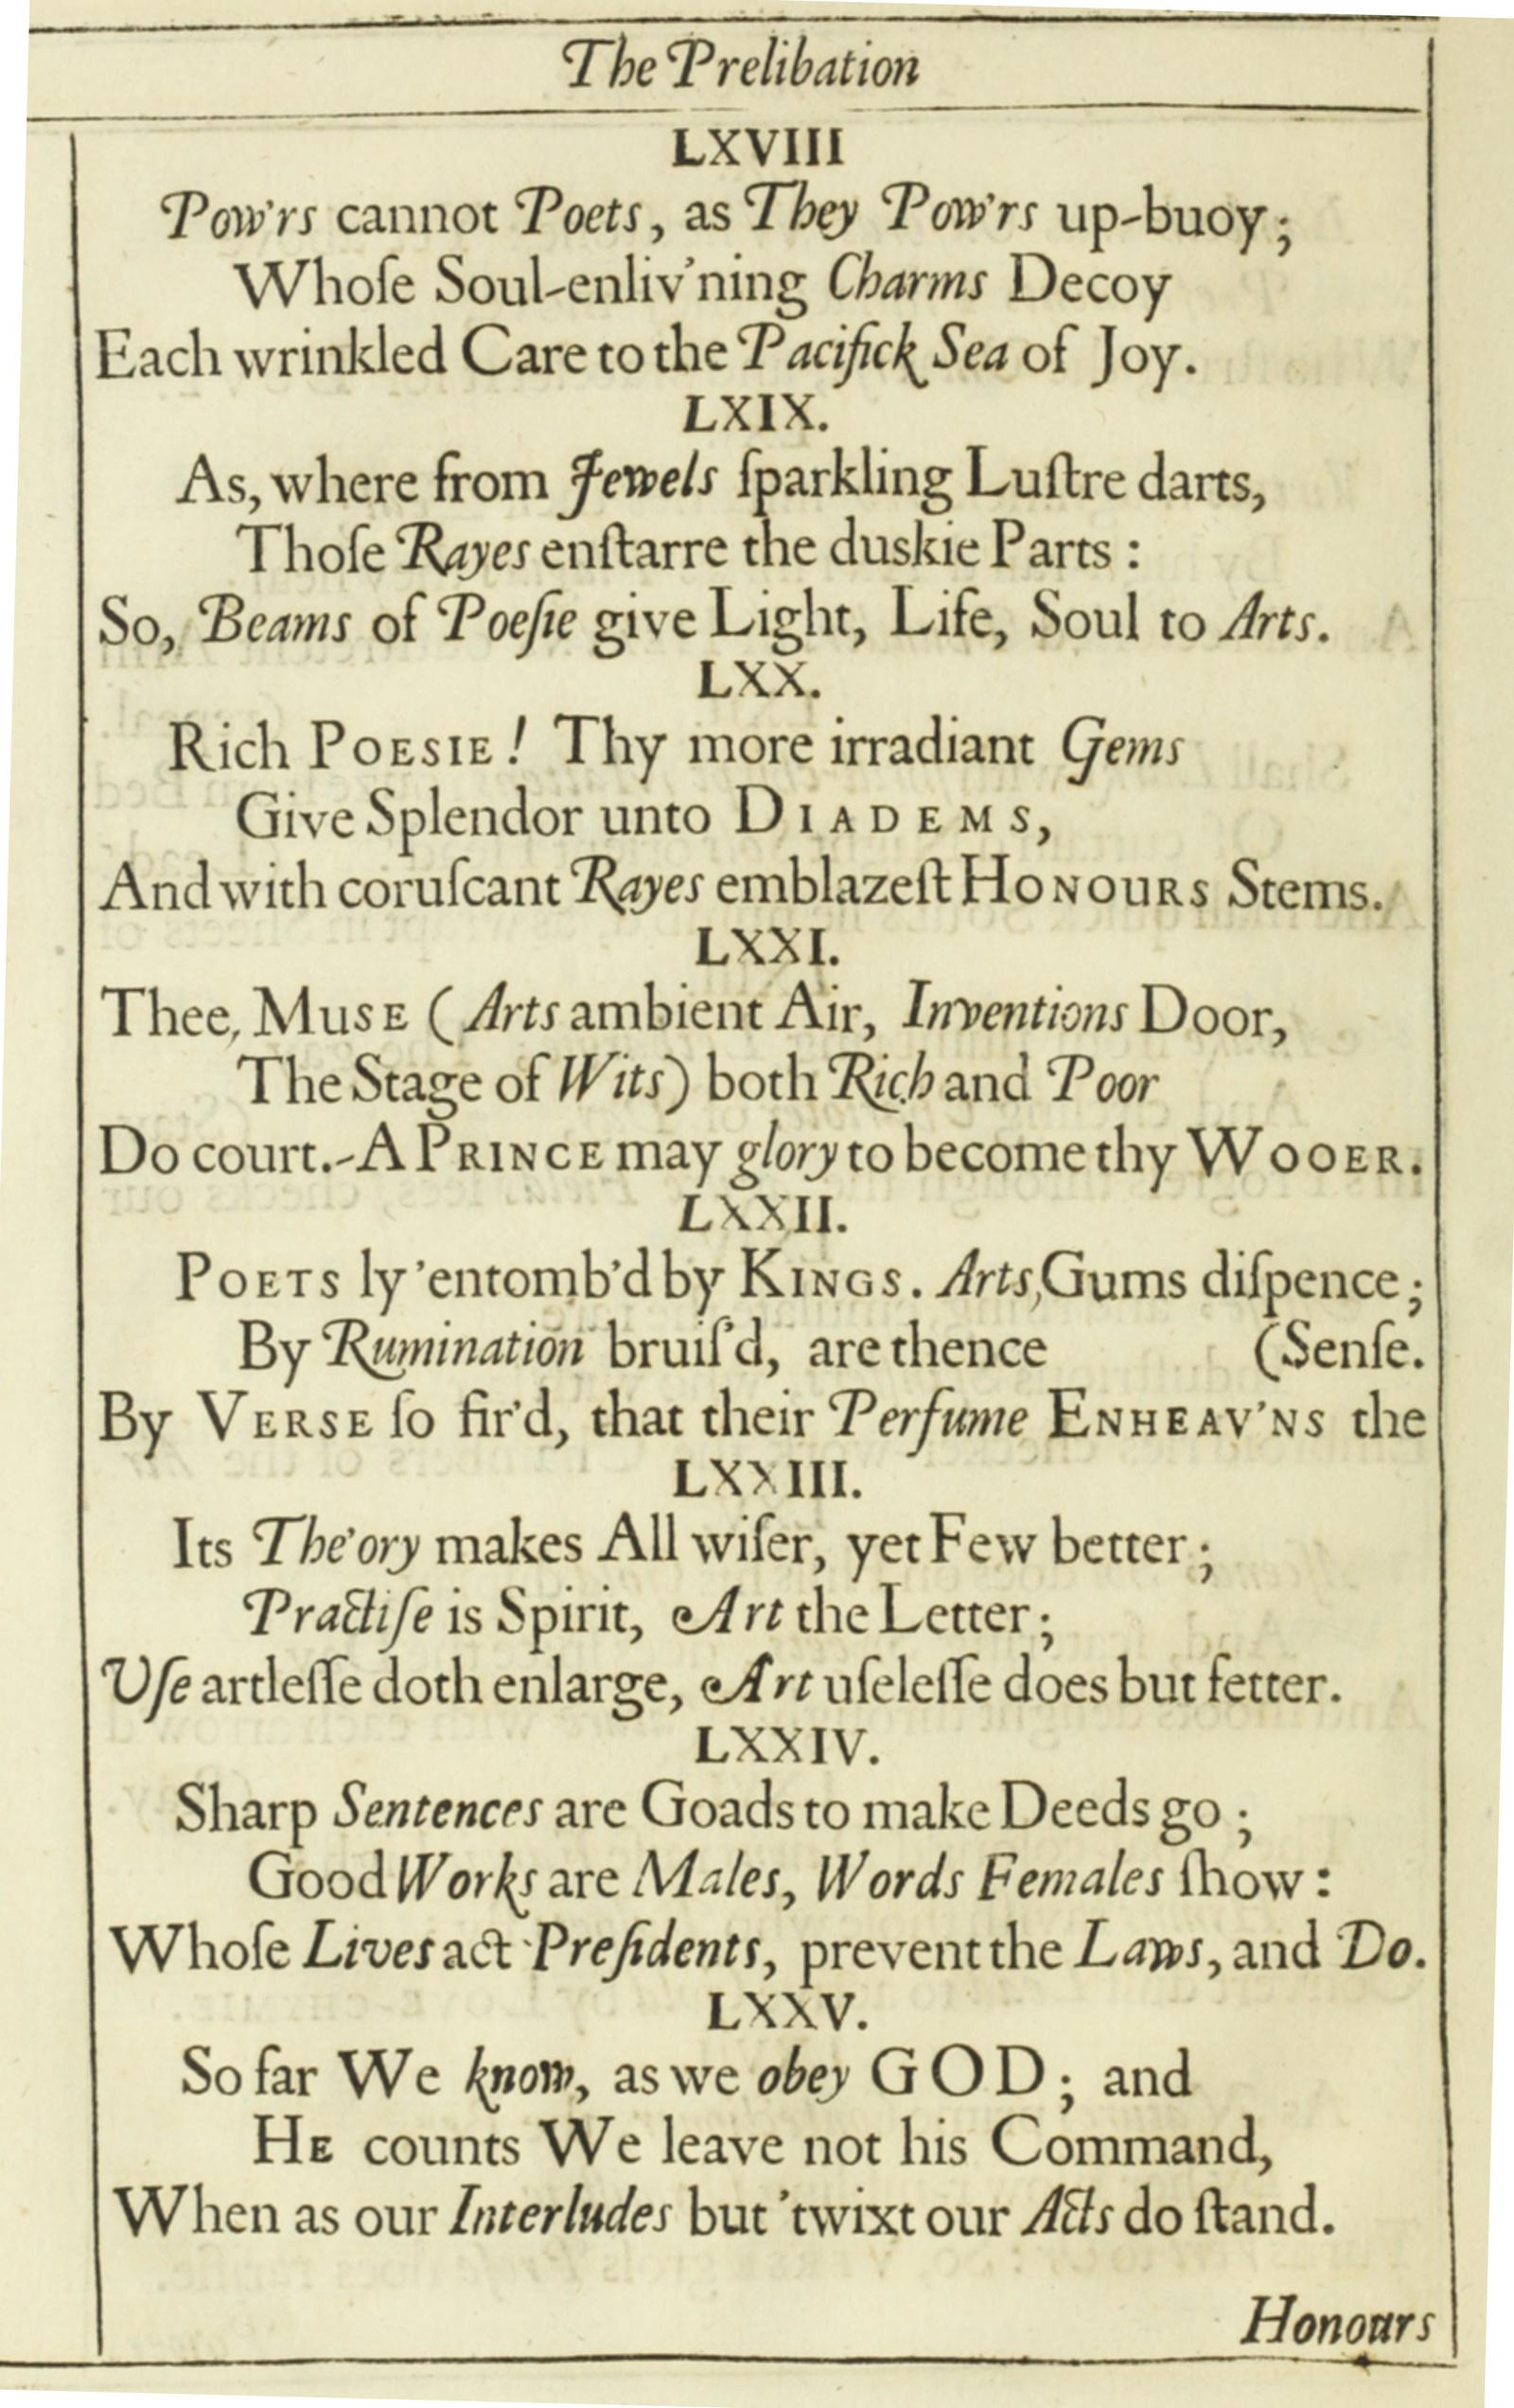 The Prelibation
LXVIII
Pow'rs cannot Poets, as They Pow'rs up-buoy;
Whoſe Soul-enliv'ning Charms Decoy
Each wrinkled Care to the Pacifick Sea of Joy.
LXIX.
As, where from Jewels ſparkling Luſtre darts,
Thoſe Rayes enſtarre the duskie Parts:
So, Beams of Poeſie give Light, Life, Soul to Arts.
LXX.
Rich POESIE! Thy more irradiant Gems
Give Splendor unto DIADEMS,
And with coruſcant Rayes emblazeſt HONOURS Stems.
LXXI.
Thee, MUSE (Arts ambient Air, Inventions Door,
The Stage of Wits) both Rich and Poor
Do court.-A PRINCE may glory to become thy WOOER.
LXXII.
POETS ly 'entomb'd by KINGS. Arts, Gums diſpence;
By Rumination bruiſ'd, are thence (Senſe.
By VERSE ſo fir'd, that their Perfume ENHEAV'NS the
LXXIII.
Its The'ory makes All wiſer, yet Few better;
Practiſe is Spirit, Art the Letter;
Uſe artleſſe doth enlarge, Art uſeleſſe does but fetter.
LXXIV.
Sharp Sentences are Goads to make Deeds go;
Good Works are Males, Words Females ſhow:
Whoſe Lives act Preſidents, prevent the Laws, and Do.
LXXV.
So far We know, as we obey GOD; and
HE counts We leave not his Command,
When as our Interludes but 'twixt our Acts do ſtand.
Honours